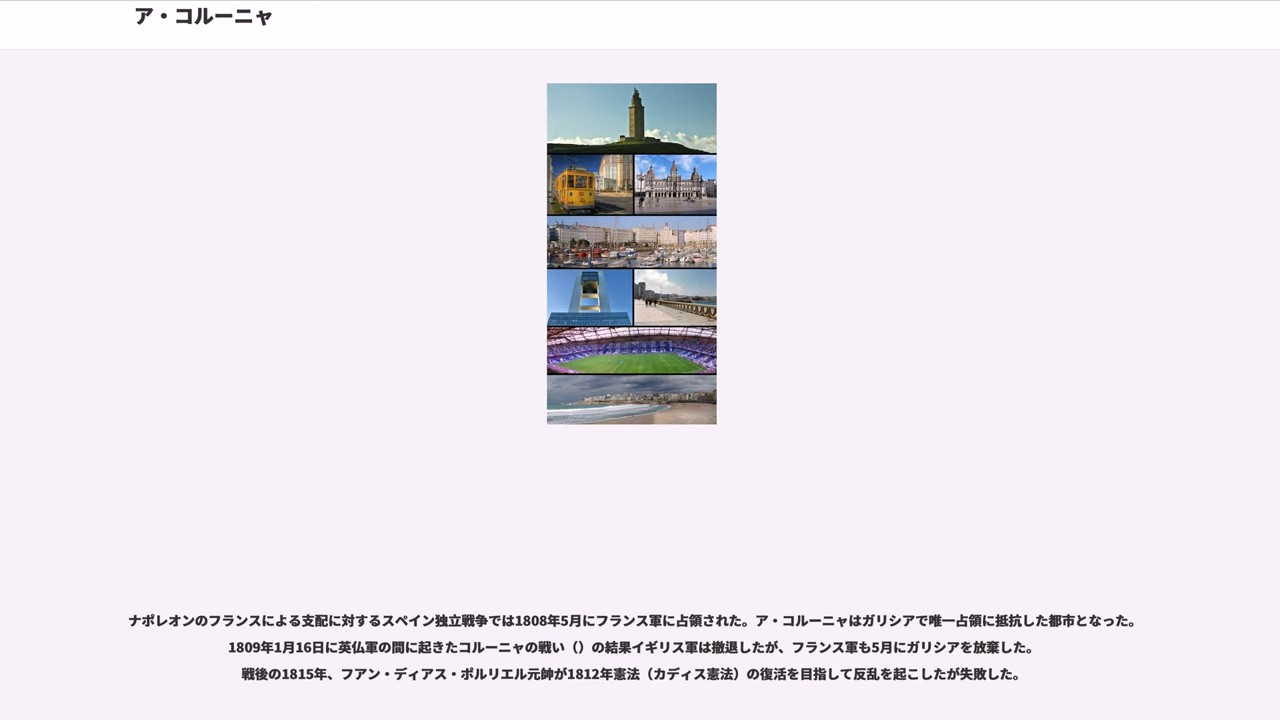 ア・コルーニャ
ナポレオンのフランスによる支配に対するスペイン独立戦争では1808年5月にフランス軍に占領された。ア・コルーニャはガリシアで唯一占領に抵抗した都市となった。
1809年1月16日に英仏軍の間に起きたコルーニャの戦い（）の結果イギリス軍は撤退したが、フランス軍も5月にガリシアを放棄した。
戦後の1815年、フアン・ディアス・ポルリエル元帥が1812年憲法（カディス憲法）の復活を目指して反乱を起こしたが失敗した。